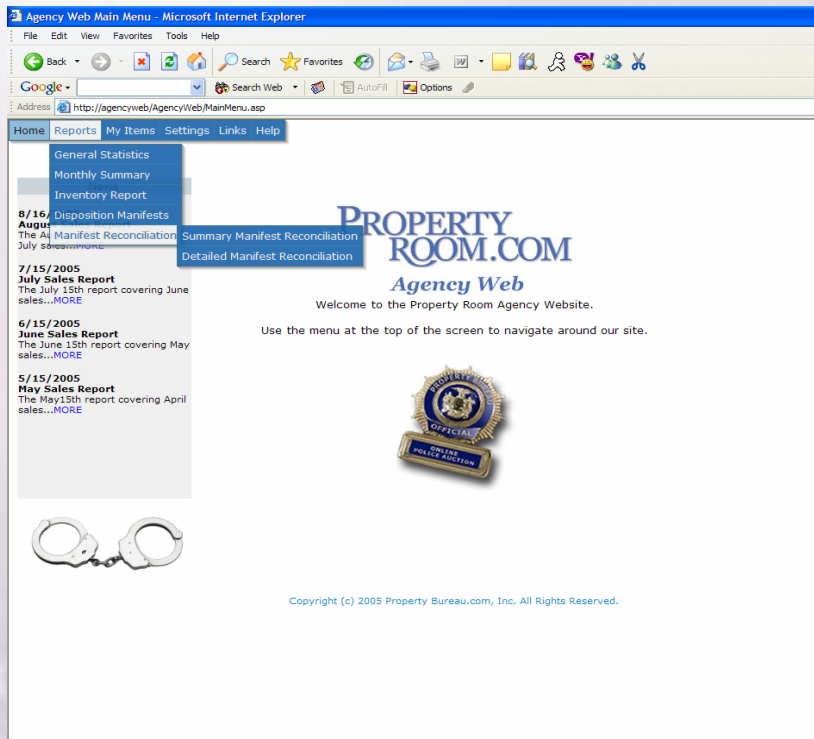 Agency Web Main Menu - Microsoft Internet Explorer
File Edit View Favorites Tools Help
Back Search Favorites
Google Search Web AutoFill Options
Address http://agencyweb/AgencyWeb/MainMenu.asp
Home Reports My Items Settings Links Help
General Statistics
Monthly Summary
Inventory Report
Disposition Manifests
Manifest Reconciliation
Summary Manifest Reconciliation
Detailed Manifest Reconciliation
8/16/
August Sales Report
The Au
July sales...MORE
7/15/2005
July Sales Report
The July 15th report covering June
sales...MORE
6/15/2005
June Sales Report
The June 15th report covering May
sales...MORE
5/15/2005
May Sales Report
The May15th report covering April
sales...MORE
PROPERTY
ROOM.COM
Agency Web
Welcome to the Property Room Agency Website.
Use the menu at the top of the screen to navigate around our site.
PROPERTY BUREAU
OFFICIAL
ONLINE
POLICE AUCTION
Copyright (c) 2005 Property Bureau.com, Inc. All Rights Reserved.